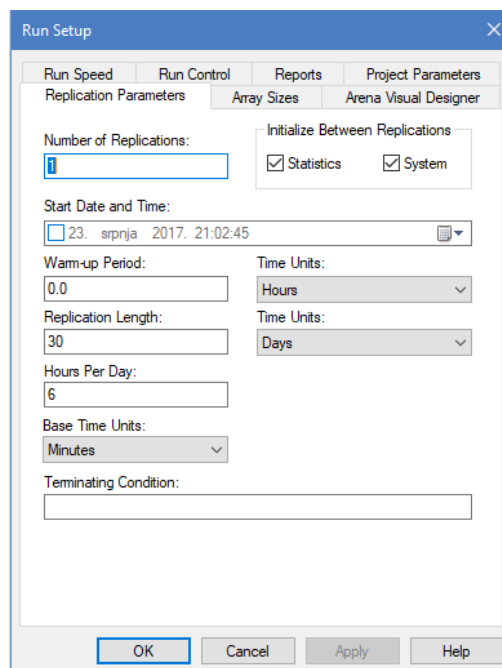 Run Setup
Run Speed Run Control Reports Project Parameters
Replication Parameters Array Sizes Arena Visual Designer
Number of Replications:
1
Initialize Between Replications
Statistics System
Start Date and Time:
23. srpnja 2017. 21:02:45
Warm-up Period: Time Units:
0.0 Hours
Replication Length: Time Units:
30 Days
Hours Per Day:
6
Base Time Units:
Minutes
Terminating Condition:
OK Cancel Apply Help